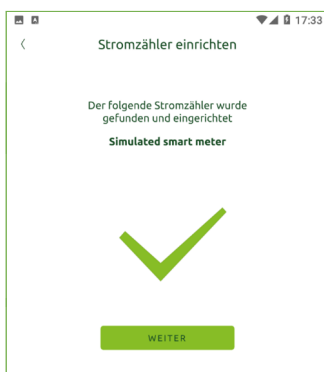 17:33
Stromzähler einrichten
Der folgende Stromzähler wurde
gefunden und eingerichtet
Simulated smart meter
WEITER